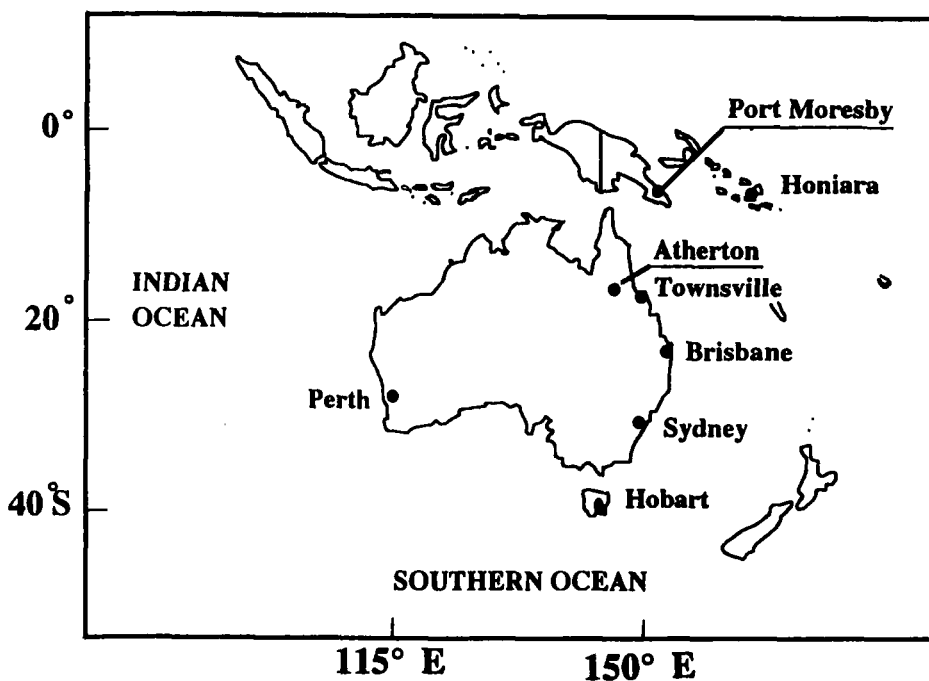 Port Moresby
0°
Honiara
Atherton
INDIAN
OCEAN
Townsville
20°
Brisbane
Perth
Sydney
40°S
Hobart
SOUTHERN OCEAN
115° E
150° E